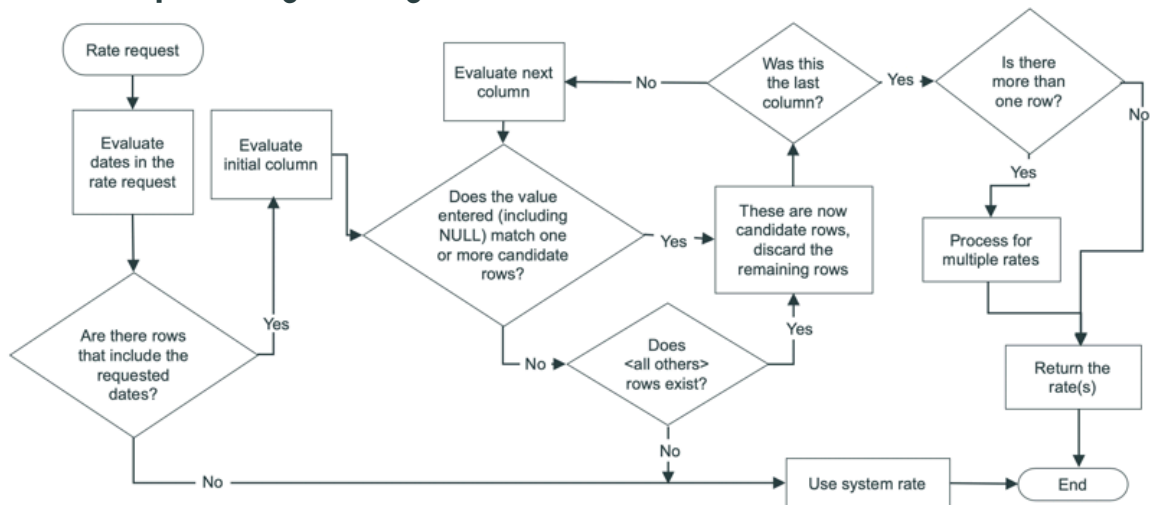 Rate request
Evaluate
dates in the
rate request
Are there rows
that include the
requested
dates?
Yes
No
Evaluate
initial column
Evaluate next
column
Does the value
entered (including
NULL) match one
or more candidate
rows?
Yes
No
Does
<all others>
rows exist?
Yes
No
These are now
candidate rows,
discard the
remaining rows
Was this
the last
column?
No
Yes
Is there
more than
one row?
Yes
No
Process for
multiple rates
Return the
rate(s)
Use system rate
End